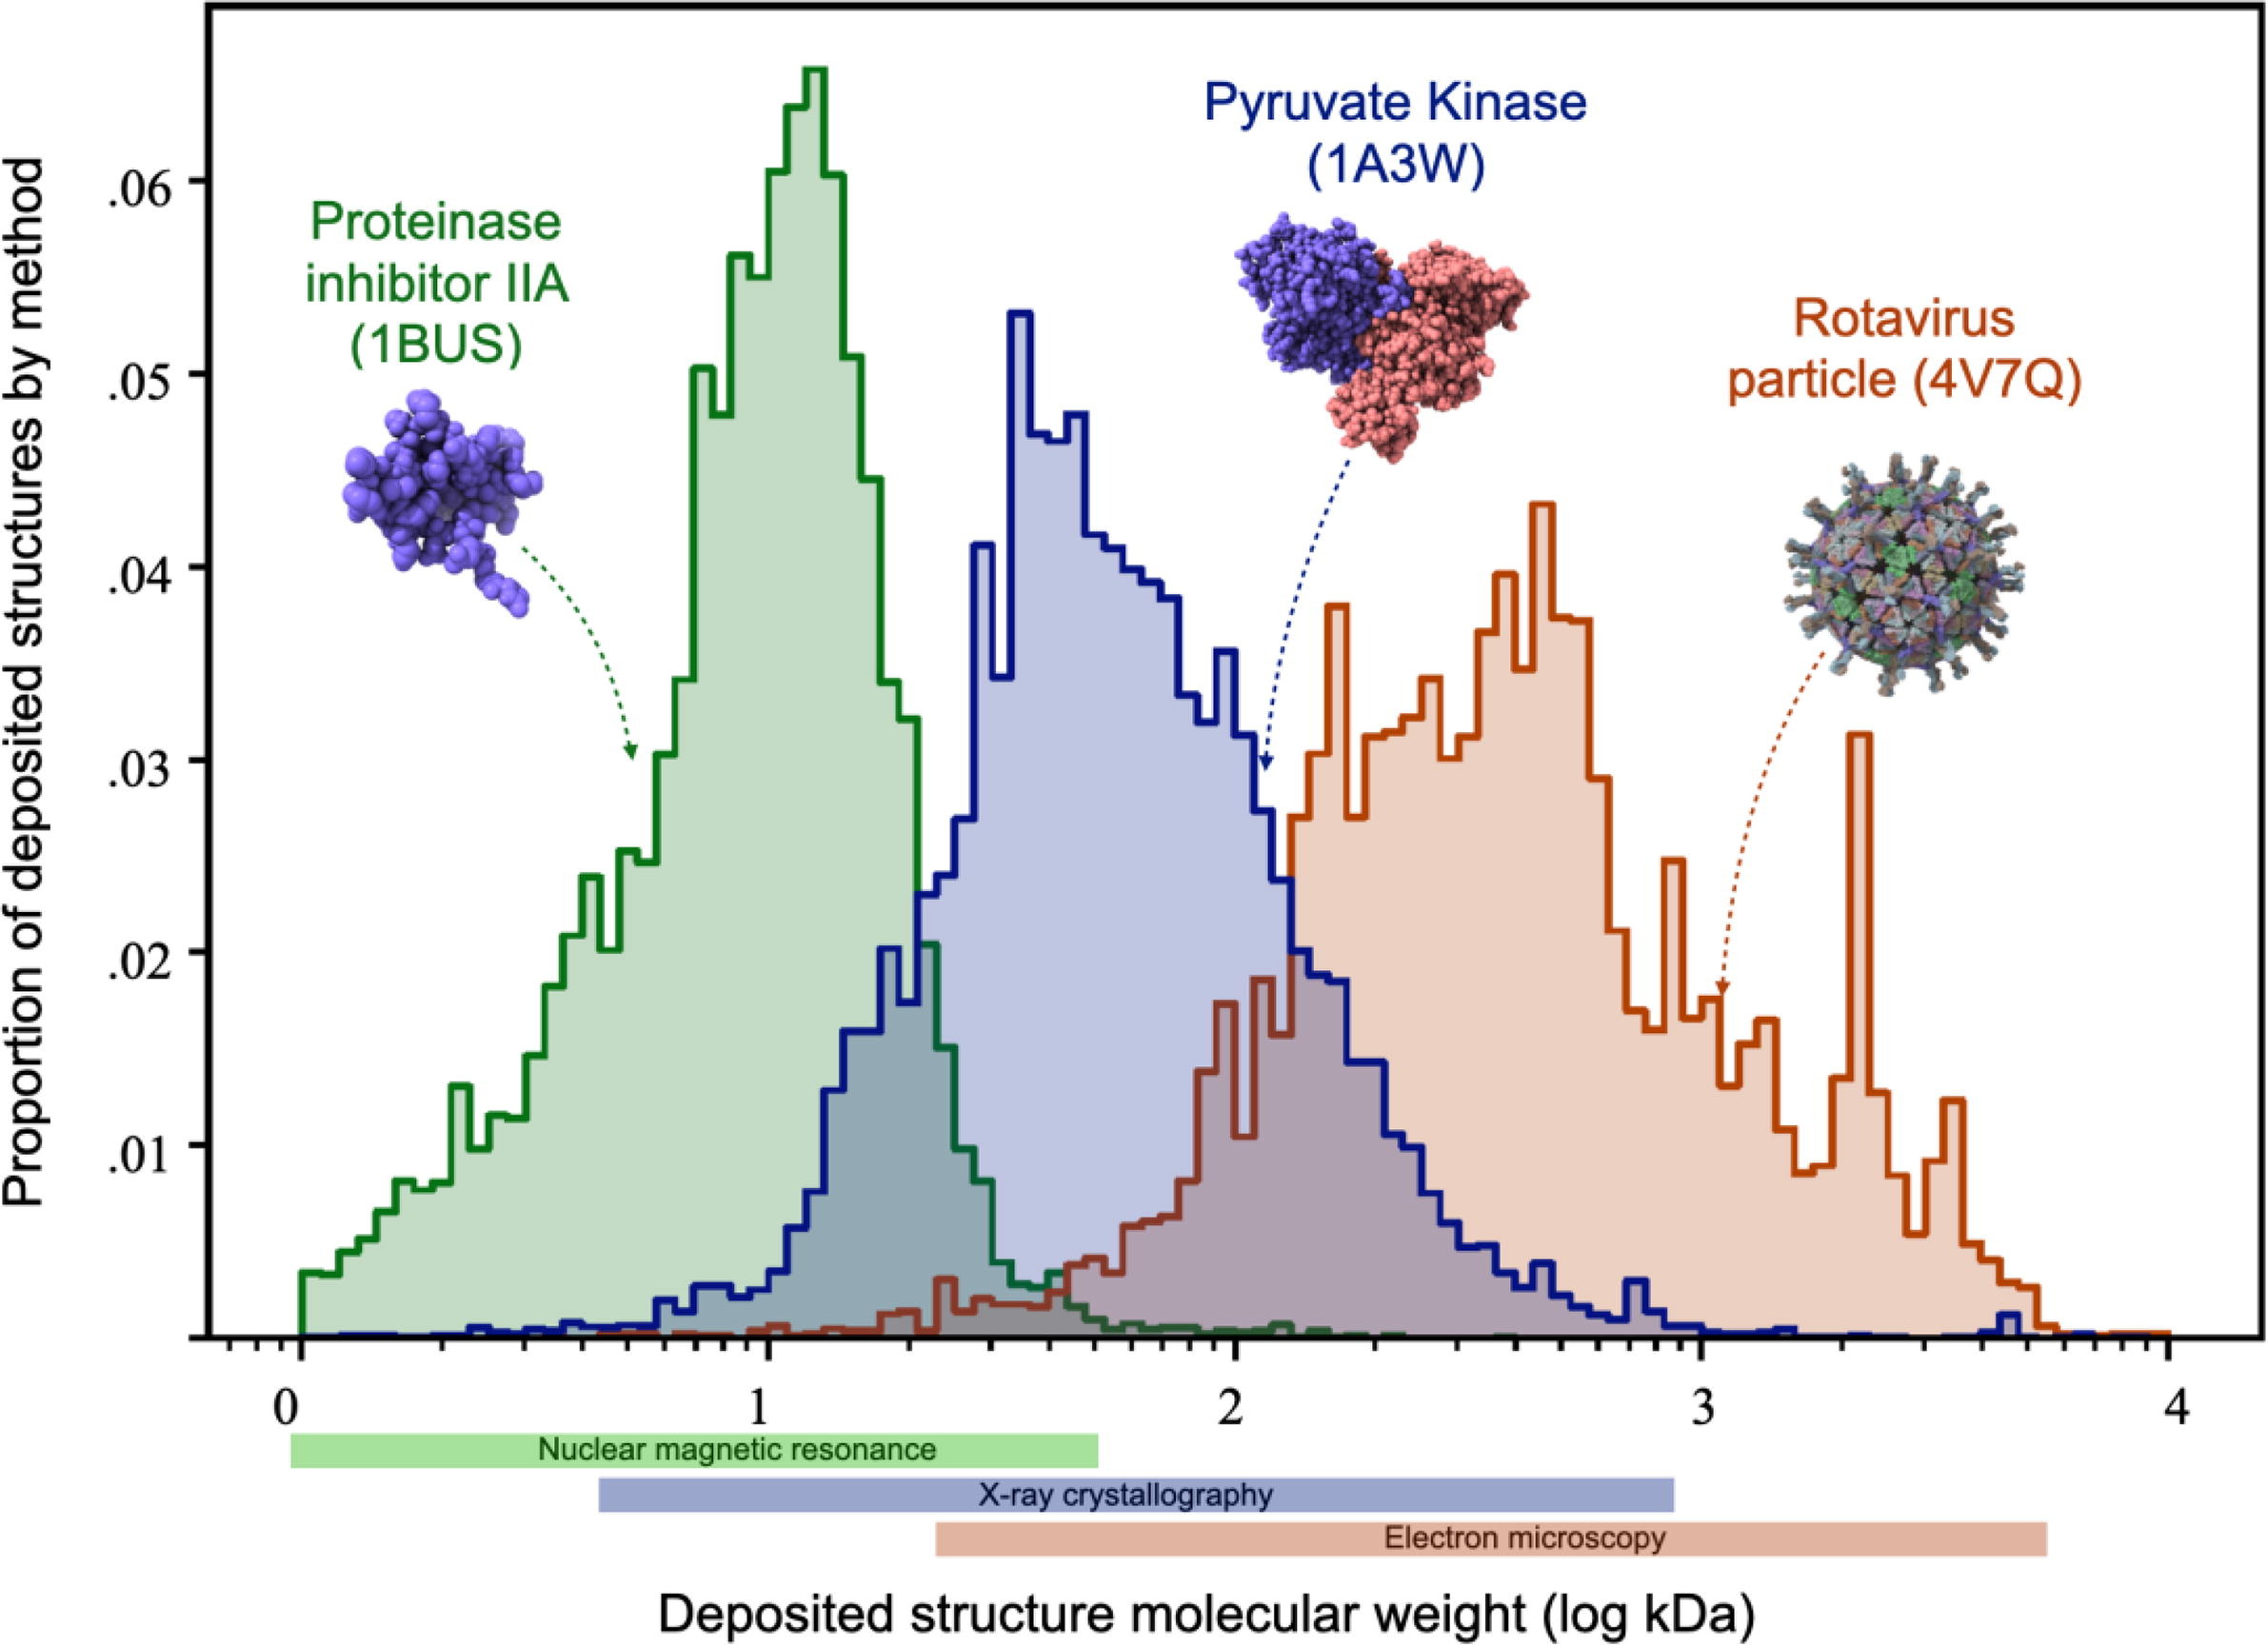 Proportion of deposited structures by method
.06
.05
.04
.03
.02
.01
Proteinase
inhibitor IIA
(1BUS)
Pyruvate Kinase
(1A3W)
Rotavirus
particle (4V7Q)
0 1 2 3 4
Nuclear magnetic resonance
X-ray crystallography
Electron microscopy
Deposited structure molecular weight (log kDa)